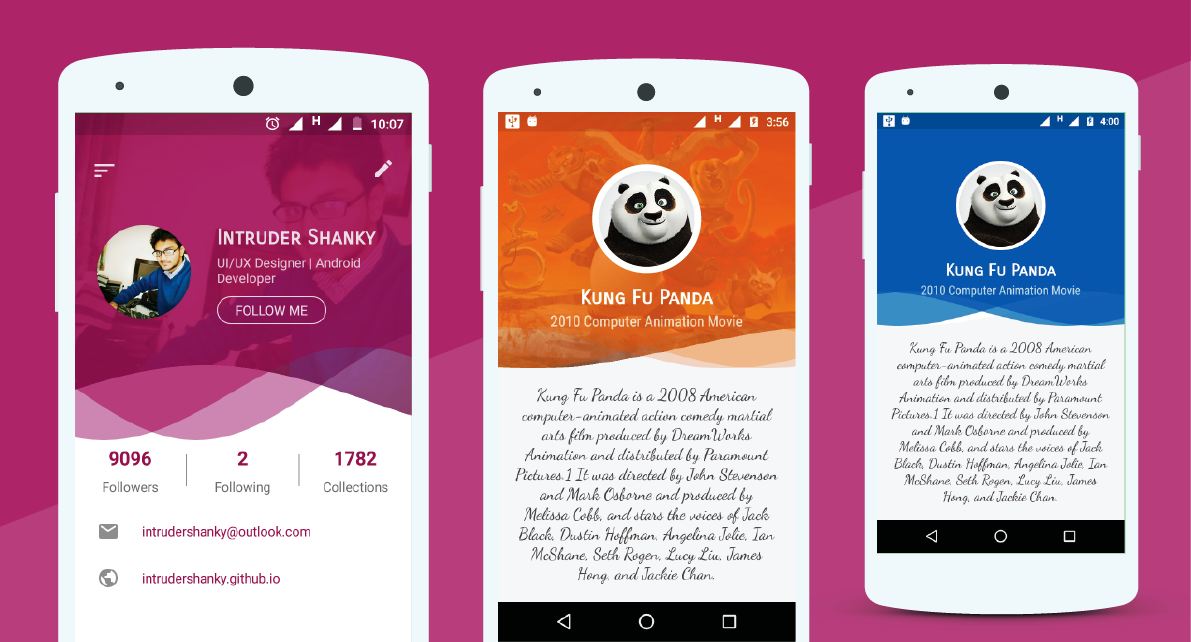 H 10:07
INTRUDER SHANKY
UI/UX Designer | Android
Developer
FOLLOW ME
9096
Followers
2
Following
1782
Collections
intrudershanky@outlook.com
intrudershanky.github.io
H 3:56
KUNG FU PANDA
2010 Computer Animation Movie
Kung Fu Panda is a 2008 American
computer-animated action comedy martial
arts film produced by DreamWorks
Animation and distributed by Paramount
Pictures.1 It was directed by John Stevenson
and Mark Osborne and produced by
Melissa Cobb, and stars the voices of Jack
Black, Dustin Hoffman, Angelina Jolie, Ian
McShane, Seth Rogen, Lucy Liu, James
Hong, and Jackie Chan.
H 4:00
KUNG FU PANDA
2010 Computer Animation Movie
Kung Fu Panda is a 2008 American
computer-animated action comedy martial
arts film produced by DreamWorks
Animation and distributed by Paramount
Pictures.1 It was directed by John Stevenson
and Mark Osborne and produced by
Melissa Cobb, and stars the voices of Jack
Black, Dustin Hoffman, Angelina Jolie, Ian
McShane, Seth Rogen, Lucy Liu, James
Hong, and Jackie Chan.